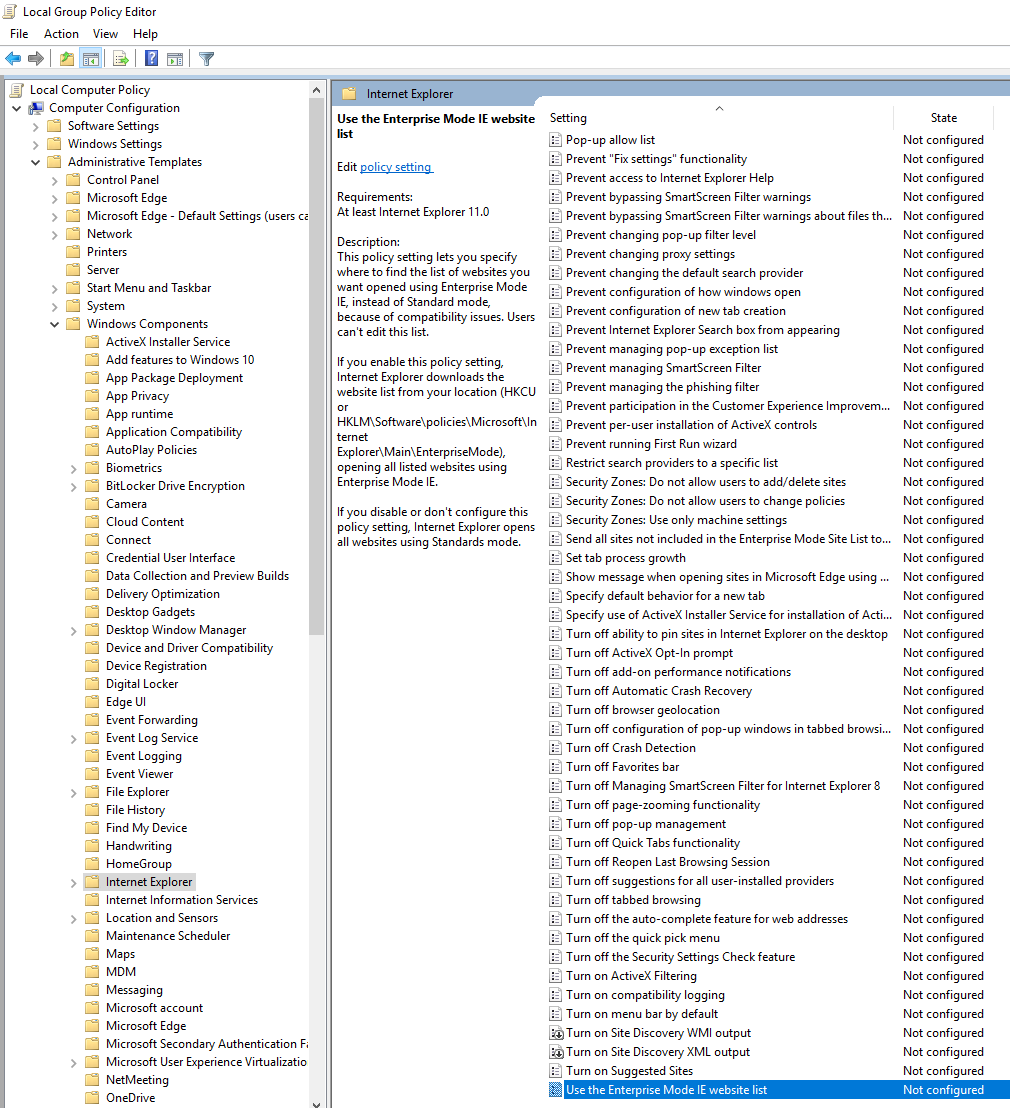 Local Group Policy Editor
File Action View Help
Local Computer Policy
Computer Configuration
Software Settings
Windows Settings
Administrative Templates
Control Panel
Microsoft Edge
Microsoft Edge - Default Settings (users ca
Network
Printers
Server
Start Menu and Taskbar
System
Windows Components
ActiveX Installer Service
Add features to Windows 10
App Package Deployment
App Privacy
App runtime
Application Compatibility
AutoPlay Policies
Biometrics
BitLocker Drive Encryption
Camera
Cloud Content
Connect
Credential User Interface
Data Collection and Preview Builds
Delivery Optimization
Desktop Gadgets
Desktop Window Manager
Device and Driver Compatibility
Device Registration
Digital Locker
Edge UI
Event Forwarding
Event Log Service
Event Logging
Event Viewer
File Explorer
File History
Find My Device
Handwriting
HomeGroup
Internet Explorer
Internet Information Services
Location and Sensors
Maintenance Scheduler
Maps
MDM
Messaging
Microsoft account
Microsoft Edge
Microsoft Secondary Authentication Fa
Microsoft User Experience Virtualizatio
NetMeeting
OneDrive
Internet Explorer
Use the Enterprise Mode IE website
list
Edit policy setting
Requirements:
At least Internet Explorer 11.0
Description:
This policy setting lets you specify
where to find the list of websites you
want opened using Enterprise Mode
IE, instead of Standard mode,
because of compatibility issues. Users
can't edit this list.
If you enable this policy setting,
Internet Explorer downloads the
website list from your location (HKCU
or
HKLM\Software\policies\Microsoft\In
ternet
Explorer\Main\EnterpriseMode),
opening all listed websites using
Enterprise Mode IE.
If you disable or don't configure this
policy setting, Internet Explorer opens
all websites using Standards mode.
Setting State
Pop-up allow list Not configured
Prevent "Fix settings" functionality Not configured
Prevent access to Internet Explorer Help Not configured
Prevent bypassing SmartScreen Filter warnings Not configured
Prevent bypassing SmartScreen Filter warnings about files th... Not configured
Prevent changing pop-up filter level Not configured
Prevent changing proxy settings Not configured
Prevent changing the default search provider Not configured
Prevent configuration of how windows open Not configured
Prevent configuration of new tab creation Not configured
Prevent Internet Explorer Search box from appearing Not configured
Prevent managing pop-up exception list Not configured
Prevent managing SmartScreen Filter Not configured
Prevent managing the phishing filter Not configured
Prevent participation in the Customer Experience Improvem... Not configured
Prevent per-user installation of ActiveX controls Not configured
Prevent running First Run wizard Not configured
Restrict search providers to a specific list Not configured
Security Zones: Do not allow users to add/delete sites Not configured
Security Zones: Do not allow users to change policies Not configured
Security Zones: Use only machine settings Not configured
Send all sites not included in the Enterprise Mode Site List to... Not configured
Set tab process growth Not configured
Show message when opening sites in Microsoft Edge using ... Not configured
Specify default behavior for a new tab Not configured
Specify use of ActiveX Installer Service for installation of Acti... Not configured
Turn off ability to pin sites in Internet Explorer on the desktop Not configured
Turn off ActiveX Opt-In prompt Not configured
Turn off add-on performance notifications Not configured
Turn off Automatic Crash Recovery Not configured
Turn off browser geolocation Not configured
Turn off configuration of pop-up windows in tabbed browsi... Not configured
Turn off Crash Detection Not configured
Turn off Favorites bar Not configured
Turn off Managing SmartScreen Filter for Internet Explorer 8 Not configured
Turn off page-zooming functionality Not configured
Turn off pop-up management Not configured
Turn off Quick Tabs functionality Not configured
Turn off Reopen Last Browsing Session Not configured
Turn off suggestions for all user-installed providers Not configured
Turn off tabbed browsing Not configured
Turn off the auto-complete feature for web addresses Not configured
Turn off the quick pick menu Not configured
Turn off the Security Settings Check feature Not configured
Turn on ActiveX Filtering Not configured
Turn on compatibility logging Not configured
Turn on menu bar by default Not configured
Turn on Site Discovery WMI output Not configured
Turn on Site Discovery XML output Not configured
Turn on Suggested Sites Not configured
Use the Enterprise Mode IE website list Not configured